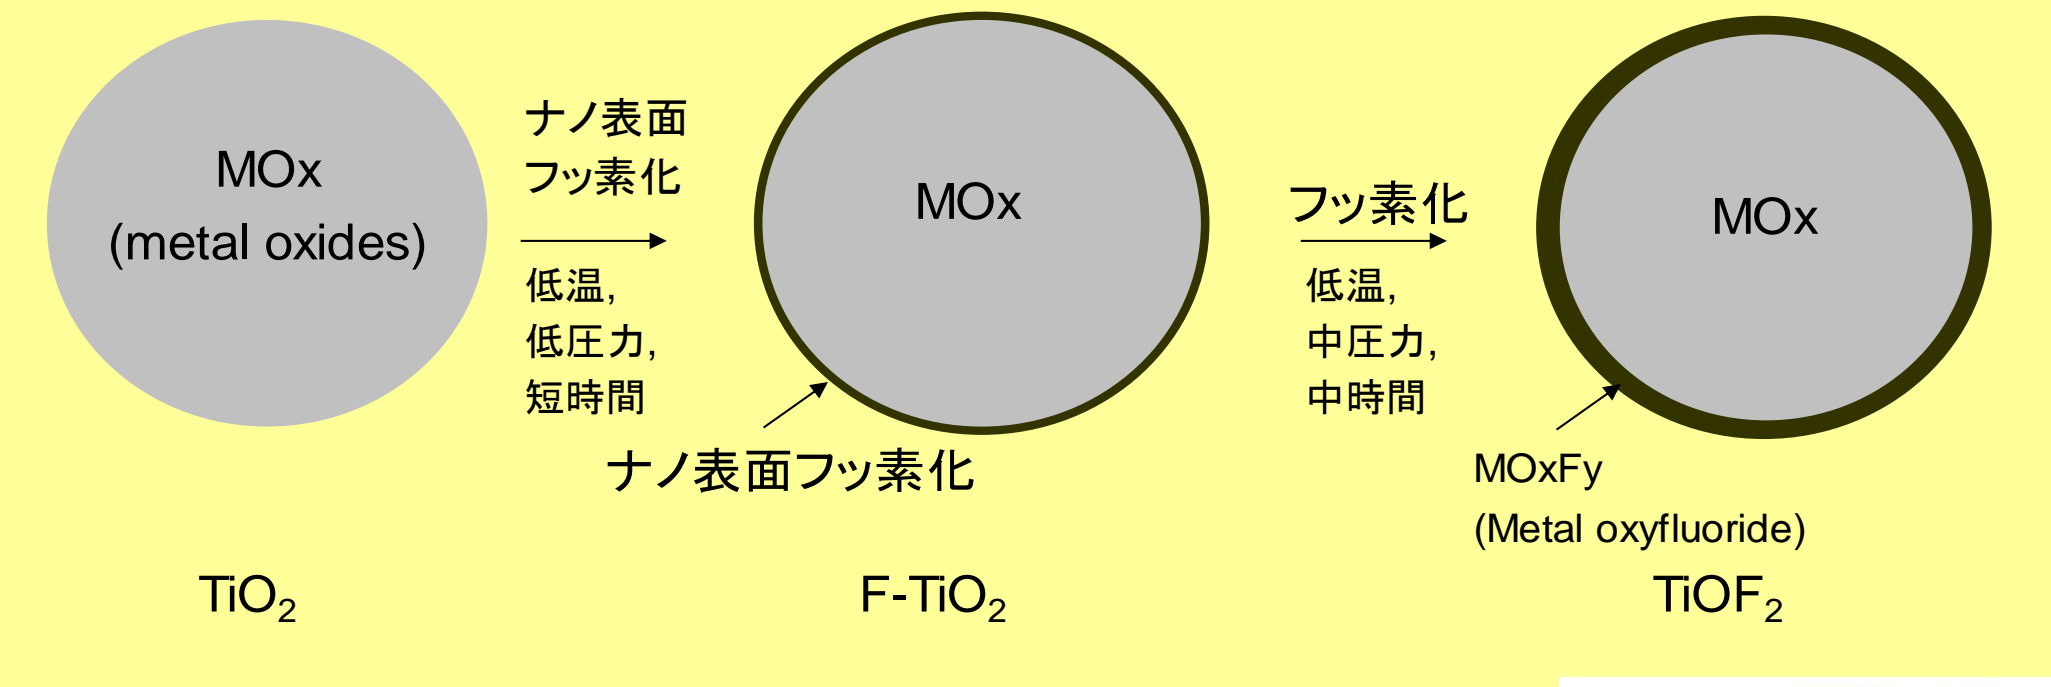 MOx
(metal oxides)
ナノ表面
フッ素化
低温,
低圧力,
短時間
MOx
ナノ表面フッ素化
フッ素化
低温,
中圧力,
中時間
MOx
MOxFy
(Metal oxyfluoride)
TiO₂
F-TiO₂
TiOF₂